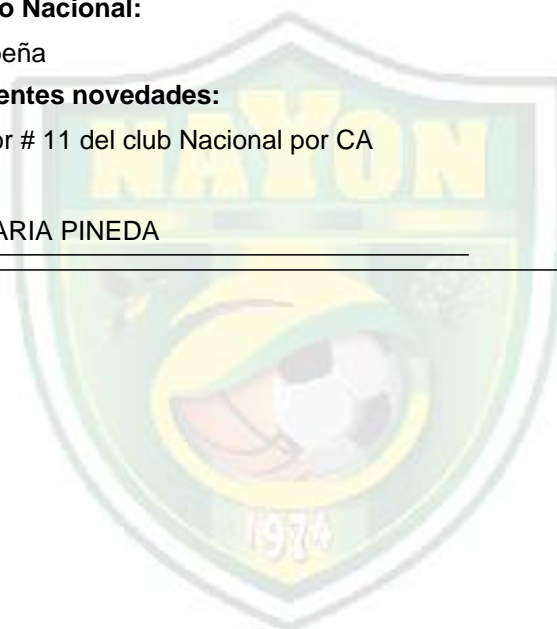 o Nacional:
peña
entes novedades:
or # 11 del club Nacional por CA
ARIA PINEDA
NAYON
1974